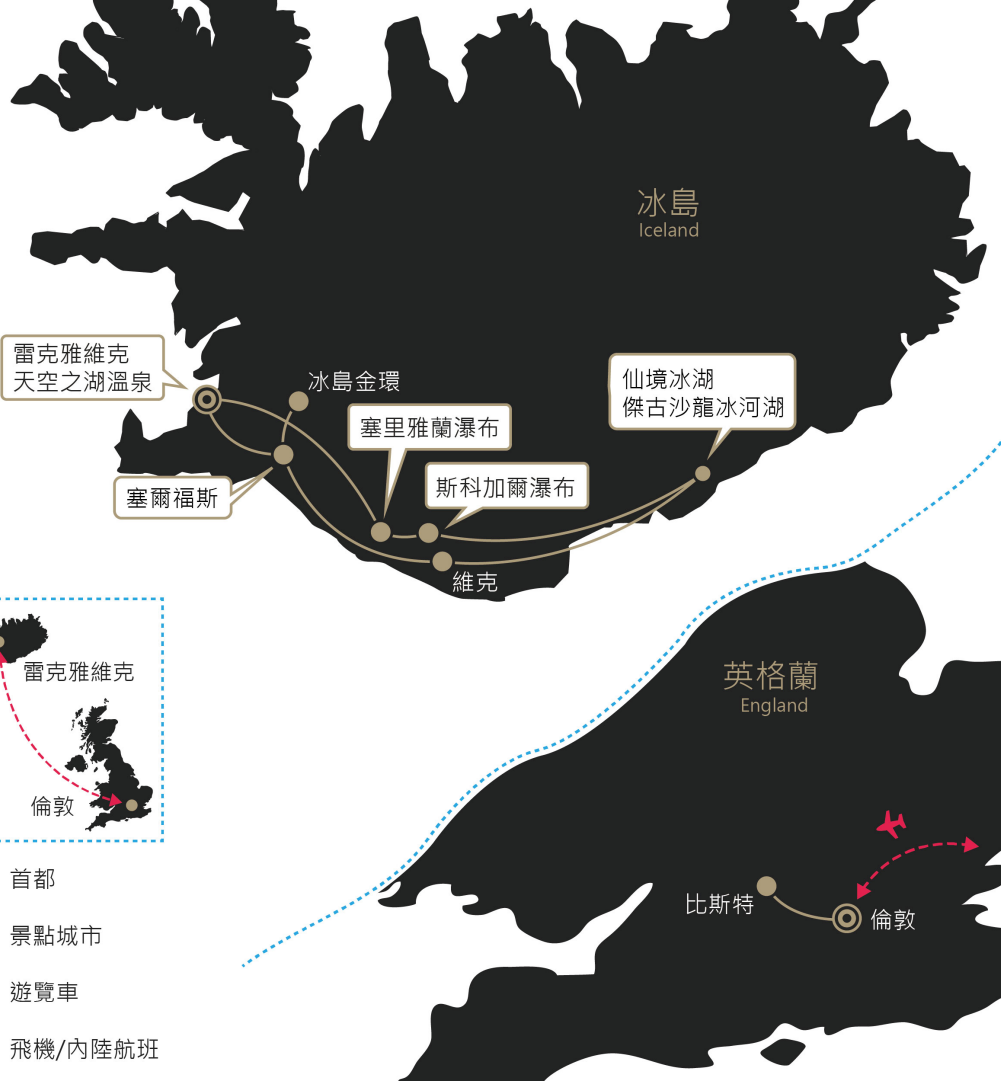 冰島
Iceland
雷克雅維克
天空之湖溫泉
冰島金環
仙境冰湖
傑古沙龍冰河湖
塞里雅蘭瀑布
斯科加爾瀑布
塞爾福斯
維克
雷克雅維克
倫敦
英格蘭
England
比斯特
倫敦
首都
景點城市
遊覽車
飛機/內陸航班